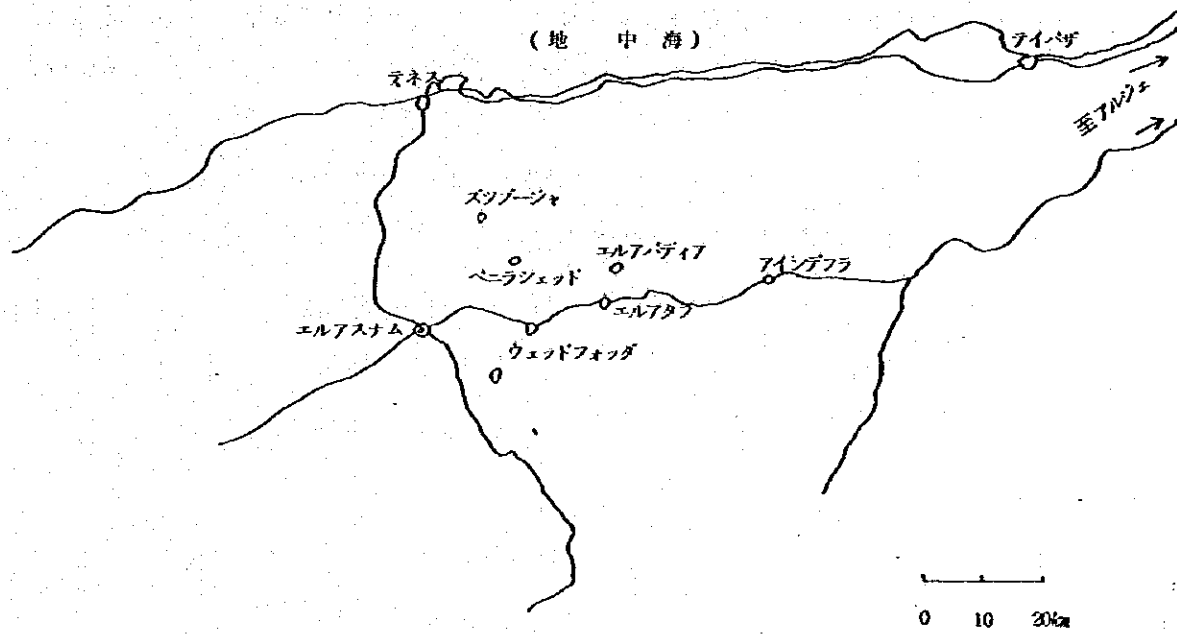 (地 中 海)
テイパザ
テネス
至アルジェ
ズツブージャ
エルアバディア
ベニラシェッド
アインデフラ
エルアタフ
エルアスナム
ウェッドフォッダ
0 10 20km